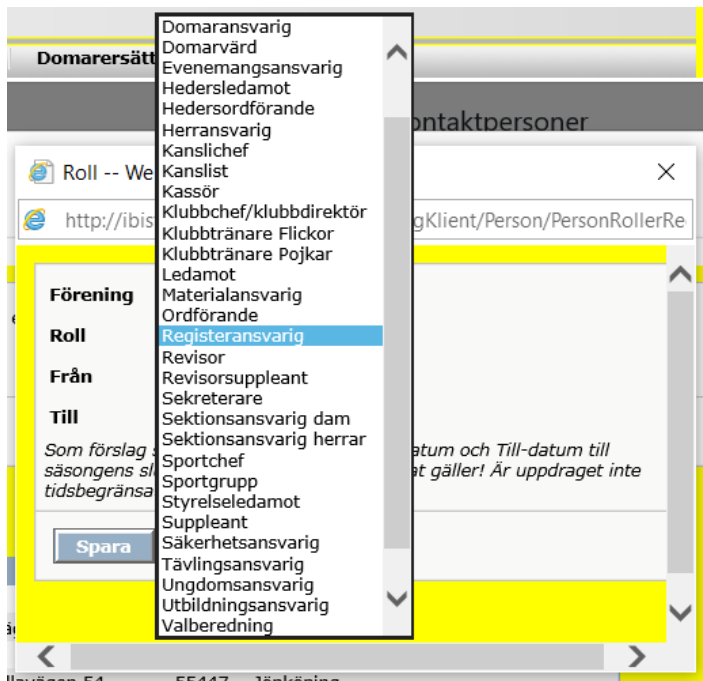 Domaransvarig
Domarersätt
Domarvärd
Evenemangsansvarig
Hedersledamot
Hedersordförande
ontaktpersoner
Herransvarig
Kanslichef
Roll -- We
Kanslist
Kassör
Klubbchef/klubbdirektör
http://ibis
gKlient/Person/PersonRollerRe
Klubbtränare Flickor
Klubbtränare Pojkar
Ledamot
Förening
Materialansvarig
Ordförande
Roll
Registeransvarig
Revisor
Från
Revisorsuppleant
Sekreterare
Till
Sektionsansvarig dam
Sektionsansvarig herrar
Som förslag s
atum och Till-datum till
Sportchef
säsongens sl
at gäller! Är uppdraget inte
Sportgrupp
tidsbegränsa
Styrelseledamot
Suppleant
Spara
Säkerhetsansvarig
Tävlingsansvarig
Ungdomsansvarig
Utbildningsansvarig
Valberedning
55447
Jönköping